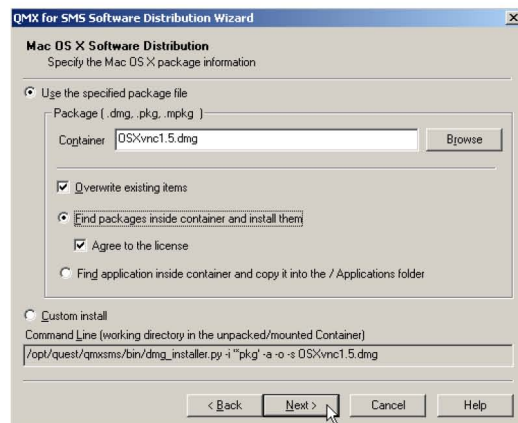 QMX for SMS Software Distribution Wizard
Mac OS X Software Distribution
Specify the Mac OS X package information
Use the specified package file
Package ( .dmg, .pkg, .mpkg )
Container OSXvnc1.5.dmg Browse
Overwrite existing items
Find packages inside container and install them
Agree to the license
Find application inside container and copy it into the / Applications folder
Custom install
Command Line (working directory in the unpacked/mounted Container)
/opt/quest/qmxsms/bin/dmg_installer.py -i '*pkg' -a -o -s OSXvnc1.5.dmg
< Back Next > Cancel Help